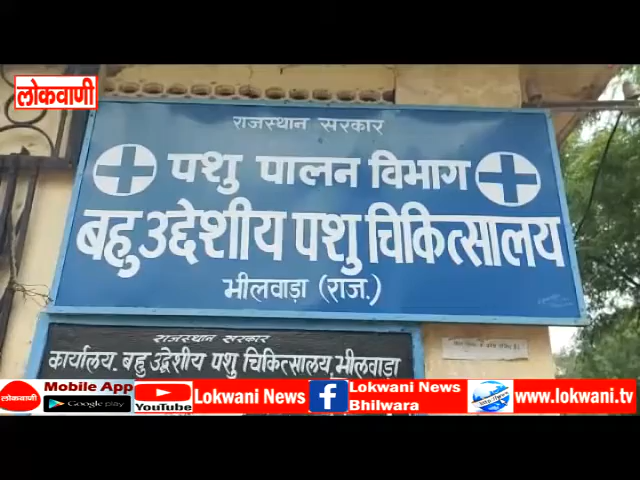 लोकवाणी
राजस्थान सरकार
पशु पालन विभाग
बहु उद्देशीय पशु चिकित्सालय
भीलवाड़ा (राज.)
राजस्थान सरकार
कार्यालय. बहु उद्देशीय पशु चिकित्सालय, भीलवाडा
लोकवाणी
Mobile App
Google play
YouTube
Lokwani News
Lokwani News
Bhilwara
www.lokwani.tv